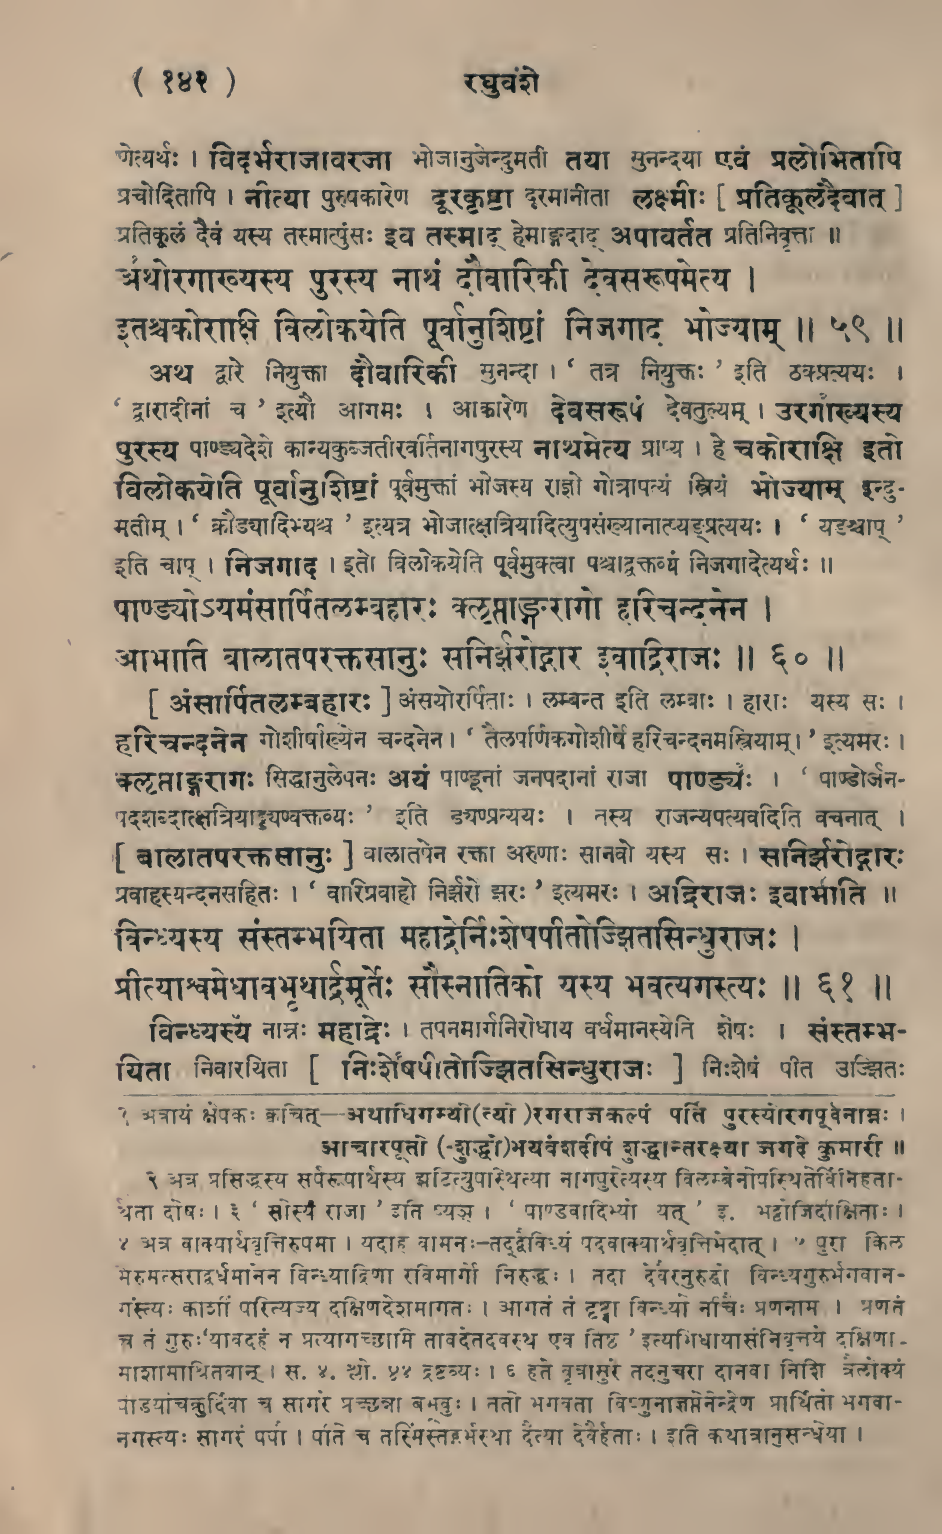 ( १४१ ) रघुवंशे
णेत्यर्थः । विदर्भराजावरजा भोजानुजेन्दुमती तया सुनन्दया एवं प्रलोभितापि
प्रचोदितापि । नीत्या पुरुषकारेण दूरकृष्टा दूरमानीता लक्ष्मीः [ प्रतिकूलदैवात् ]
प्रतिकूलं दैवं यस्य तस्मात्पुंसः इव तस्माद् हेमाङ्गदाद् अपावर्तत प्रतिनिवृत्ता ॥
अथोरगाख्यस्य पुरस्य नाथं दौवारिकी देवसरूपमेत्य ।
इतश्चकोराक्षि विलोकयेति पूर्वानुशिष्टां निजगाद भोज्याम् ॥ ५९ ॥
अथ द्वारे नियुक्ता दौवारिकी सुनन्दा । ‘ तत्र नियुक्तः ’ इति ठक्प्रत्ययः ।
‘ द्वारादीनां च ’ इत्यौ आगमः । आकारेण देवसरूपं देवतुल्यम् । उरगाख्यस्य
पुरस्य पाण्ड्यदेशे कान्यकुब्जतीरवर्तिनागपुरस्य नाथमेत्य प्राप्य । हे चकोराक्षि इतो
विलोकयेति पूर्वानुशिष्टां पूर्वमुक्तां भोजस्य राज्ञो गोत्रापत्यं स्त्रियं भोज्याम् इन्दु-
मतीम् । ‘ क्रौड्यादिभ्यश्च ’ इत्यत्र भोजात्क्षत्रियादित्युपसंख्यानात्ष्यङ्प्रत्ययः । ‘ यङश्चाप् ’
इति चाप् । निजगाद । इतो विलोकयेति पूर्वमुक्त्वा पश्चाद्वक्तव्यं निजगादेत्यर्थः ॥
पाण्ड्योऽयमंसार्पितलम्बहारः क्लृप्ताङ्गरागो हरिचन्दनेन ।
आभाति बालातपरक्तसानुः सनिर्झरोद्गार इवाद्रिराजः ॥ ६० ॥
[ अंसार्पितलम्बहारः ] अंसयोरर्पिताः । लम्बन्त इति लम्बाः । हाराः यस्य सः ।
हरिचन्दनेन गोशीर्षाख्येन चन्दनेन । ‘ तैलपर्णिकगोशीर्षे हरिचन्दनमस्त्रियाम् । ’ इत्यमरः ।
क्लृप्ताङ्गरागः सिद्धानुलेपनः अयं पाण्डूनां जनपदानां राजा पाण्ड्यः । ‘ पाण्डोर्जन-
पदशब्दात्क्षत्रियाड्ड्यण्वक्तव्यः ’ इति ड्यण्प्रत्ययः । तस्य राजन्यपत्यवदिति वचनात् ।
[ बालातपरक्तसानुः ] बालातपेन रक्ता अरुणाः सानवो यस्य सः । सनिर्झरोद्गारः
प्रवाहस्यन्दनसहितः । ‘ वारिप्रवाहो निर्झरो झरः ’ इत्यमरः । अद्रिराजः इवाभाति ॥
विन्ध्यस्य संस्तम्भयिता महाद्रेर्निःशेषपीतोज्झितसिन्धुराजः ।
प्रीत्याश्वमेधावभृथार्द्रमूर्तेः सौस्नातिको यस्य भवत्यगस्त्यः ॥ ६१ ॥
विन्ध्यस्य नाम्नः महाद्रेः । तपनमार्गनिरोधाय वर्धमानस्येति शेषः । संस्तम्भ-
यिता निवारयिता [ निःशेषपीतोज्झितसिन्धुराजः ] निःशेषं पीत उज्झितः
१ अत्रायं क्षेपकः क्वचित्—अथाधिगम्यो(त्यो )रगराजकल्पं पतिं पुरस्योरगपूर्वनाम्नः ।
आचारपूतो (-शुद्धो)भयवंशदीपं शुद्धान्तरक्ष्या जगदे कुमारी ॥
२ अत्र प्रसिद्धस्य सर्परूपार्थस्य झटित्युपस्थित्या नागपुरेत्यस्य विलम्बेनोपस्थितेर्विनिहता-
र्थता दोषः । ३ ‘ सोस्य राजा ’ इति ष्यञ् । ‘ पाण्डवादिभ्यो यत् ’ इ. भट्टोजिदीक्षिताः ।
४ अत्र वाक्यार्थवृत्तिरुपमा । यदाह वामनः–तद्द्वैविध्यं पदवाक्यार्थवृत्तिभेदात् । ५ पुरा किल
मेरुमत्सराद्वर्धमानेन विन्ध्याद्रिणा रविमार्गो निरुद्धः । तदा देवैरनुरुद्धो विन्ध्यगुरुर्भगवान-
गस्त्यः काशीं परित्यज्य दक्षिणदेशमागतः । आगतं तं दृष्ट्वा विन्ध्यो नीचैः प्रणनाम । प्रणतं
च तं गुरुः‘यावदहं न प्रत्यागच्छामि तावदेतदवस्थ एव तिष्ठ ’ इत्यभिधायासंनिवृत्तये दक्षिणा-
माशामाश्रितवान् । स. ४. श्लो. ४४ द्रष्टव्यः । ६ हते वृत्रासुरे तदनुचरा दानवा निशि त्रैलोक्यं
पीडयांचक्रुर्दिवा च सागरे प्रच्छन्ना बभूवुः । ततो भगवता विष्णुनाज्ञप्तेनेन्द्रेण प्रार्थितो भगवा-
नगस्त्यः सागरं पपौ । पीते च तस्मिंस्तद्गर्भस्था दैत्या देवैर्हताः । इति कथात्रानुसन्धेया ।